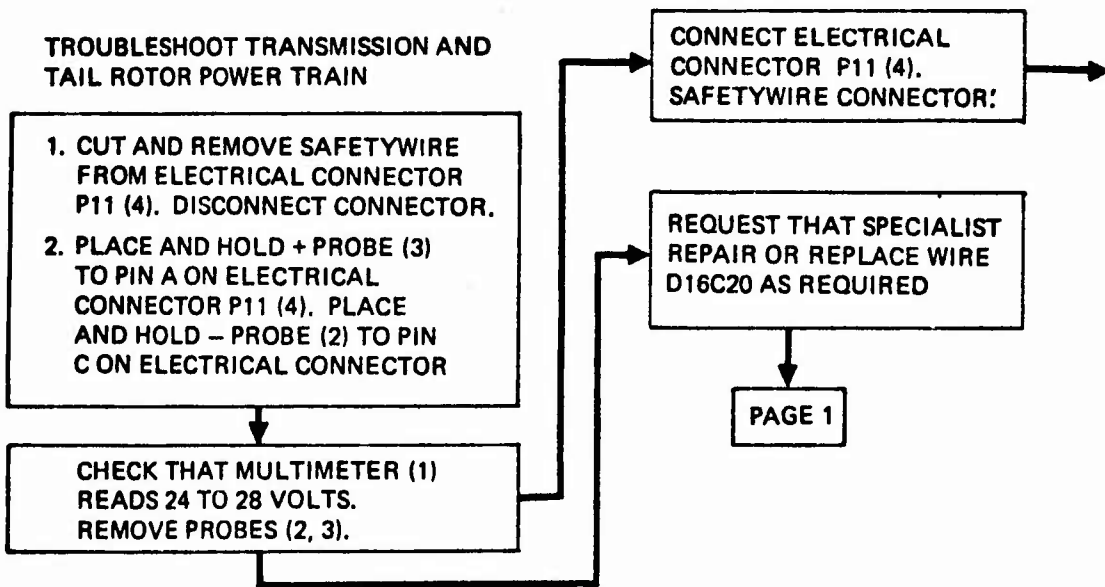 TROUBLESHOOT TRANSMISSION AND
TAIL ROTOR POWER TRAIN
1. CUT AND REMOVE SAFETYWIRE
FROM ELECTRICAL CONNECTOR
P11 (4). DISCONNECT CONNECTOR.
2. PLACE AND HOLD + PROBE (3)
TO PIN A ON ELECTRICAL
CONNECTOR P11 (4). PLACE
AND HOLD – PROBE (2) TO PIN
C ON ELECTRICAL CONNECTOR
CHECK THAT MULTIMETER (1)
READS 24 TO 28 VOLTS.
REMOVE PROBES (2, 3).
CONNECT ELECTRICAL
CONNECTOR P11 (4).
SAFETYWIRE CONNECTOR.
REQUEST THAT SPECIALIST
REPAIR OR REPLACE WIRE
D16C20 AS REQUIRED
PAGE 1